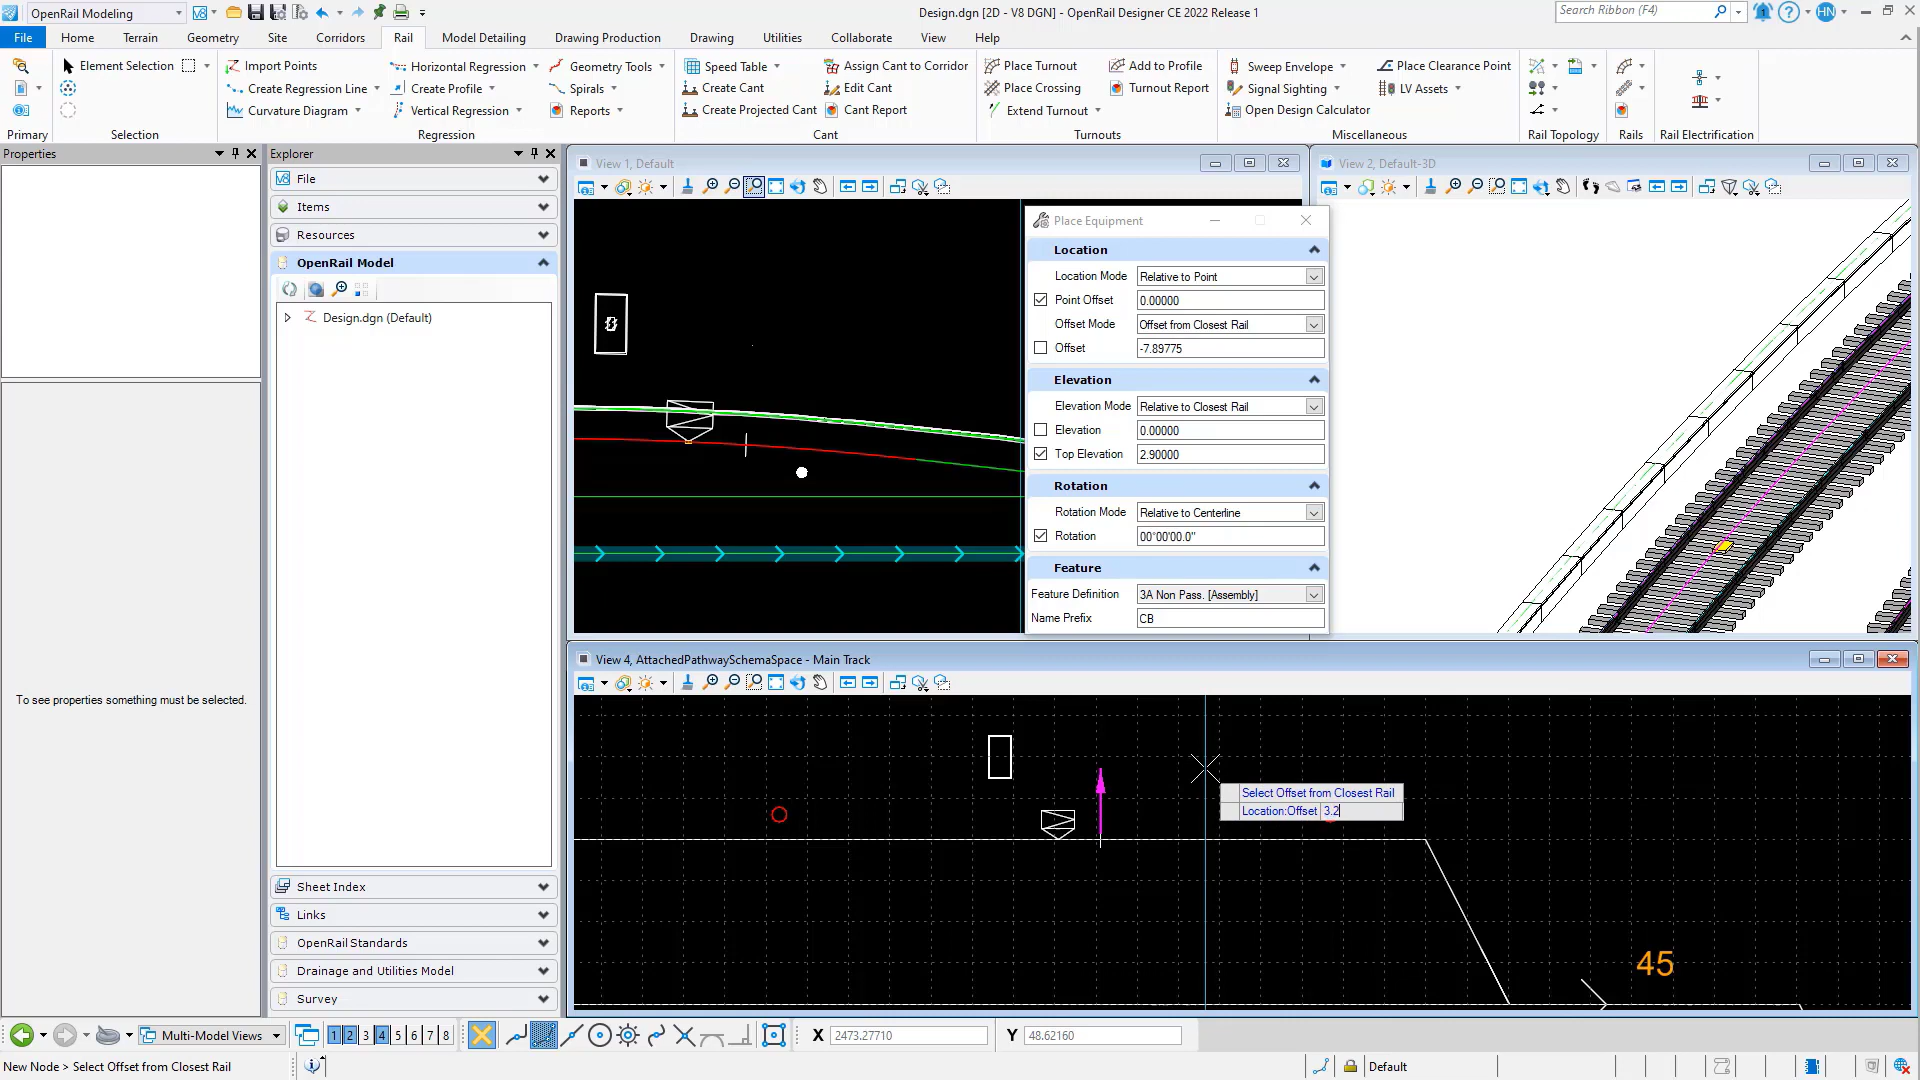 OpenRail Modeling
Design.dgn [2D - V8 DGN] - OpenRail Designer CE 2022 Release 1
Search Ribbon (F4)
HN
File Home Terrain Geometry Site Corridors Rail Model Detailing Drawing Production Drawing Utilities Collaborate View Help
Element Selection
Import Points
Create Regression Line
Curvature Diagram
Horizontal Regression
Create Profile
Vertical Regression
Geometry Tools
Spirals
Reports
Speed Table
Create Cant
Create Projected Cant
Assign Cant to Corridor
Edit Cant
Cant Report
Place Turnout
Place Crossing
Extend Turnout
Add to Profile
Turnout Report
Sweep Envelope
Signal Sighting
Open Design Calculator
Place Clearance Point
LV Assets
Primary Selection Regression Cant Turnouts Miscellaneous Rail Topology Rails Rail Electrification
Properties
To see properties something must be selected.
Explorer
File
Items
Resources
OpenRail Model
Design.dgn (Default)
Sheet Index
Links
OpenRail Standards
Drainage and Utilities Model
Survey
View 1, Default
View 2, Default-3D
Place Equipment
Location
Location Mode Relative to Point
Point Offset 0.00000
Offset Mode Offset from Closest Rail
Offset -7.89775
Elevation
Elevation Mode Relative to Closest Rail
Elevation 0.00000
Top Elevation 2.90000
Rotation
Rotation Mode Relative to Centerline
Rotation 00°00'00.0"
Feature
Feature Definition 3A Non Pass. [Assembly]
Name Prefix CB
View 4, AttachedPathwaySchemaSpace - Main Track
Select Offset from Closest Rail
Location:Offset 3.2
45
Multi-Model Views 1 2 3 4 5 6 7 8 X 2473.27710 Y 48.62160
New Node > Select Offset from Closest Rail
Default